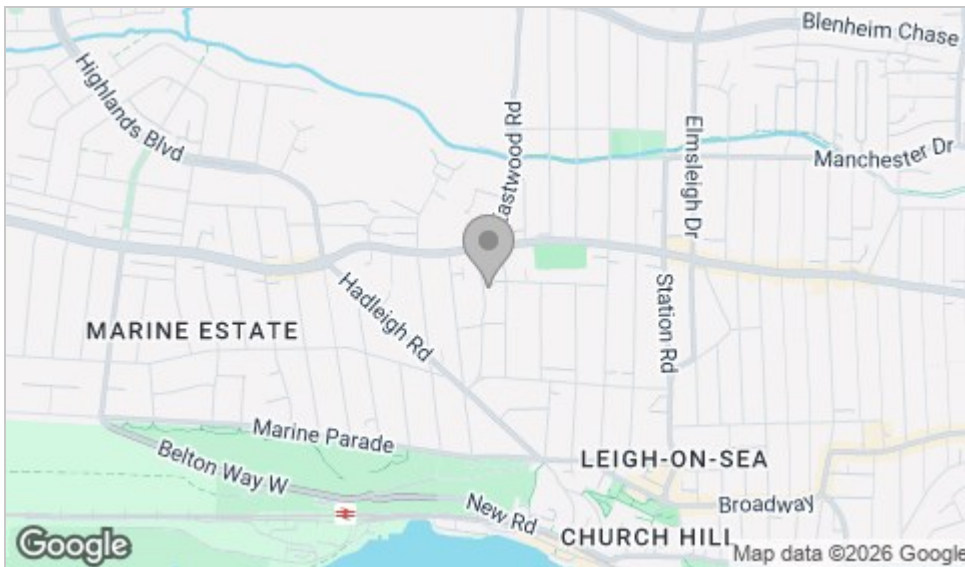 Blenheim Chase
Highlands Blvd
Eastwood Rd
Elmsleigh Dr
Manchester Dr
Hadleigh Rd
Station Rd
MARINE ESTATE
Marine Parade
Belton Way W
LEIGH-ON-SEA
Broadway
New Rd
CHURCH HILL
Google
Map data ©2026 Google